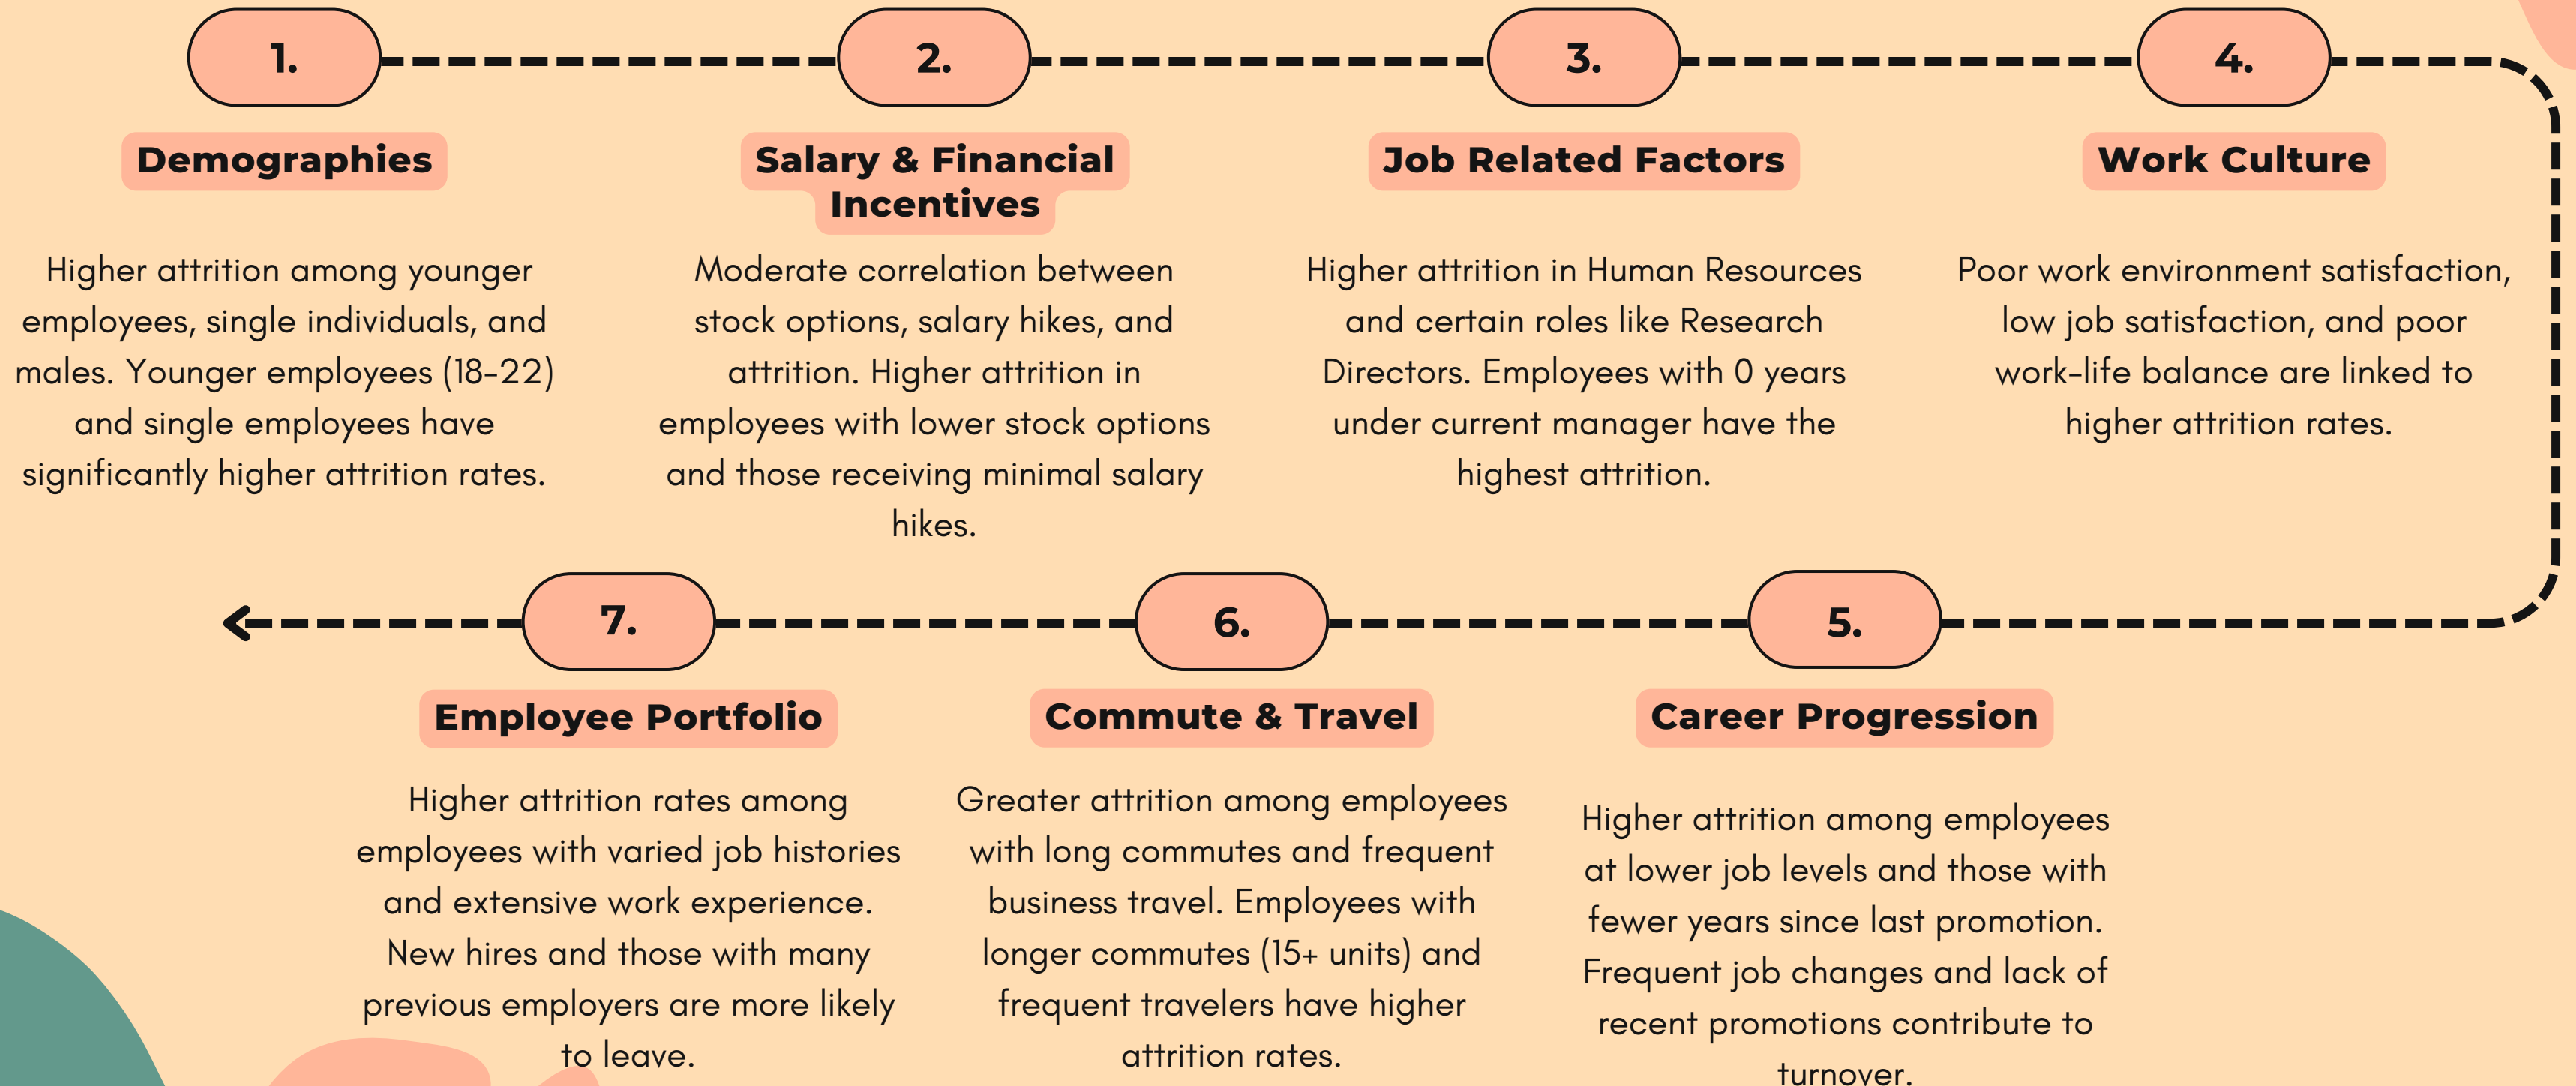 1.
Demographies
Higher attrition among younger
employees, single individuals, and
males. Younger employees (18-22)
and single employees have
significantly higher attrition rates.
2.
Salary & Financial
Incentives
Moderate correlation between
stock options, salary hikes, and
attrition. Higher attrition in
employees with lower stock options
and those receiving minimal salary
hikes.
3.
Job Related Factors
Higher attrition in Human Resources
and certain roles like Research
Directors. Employees with 0 years
under current manager have the
highest attrition.
4.
Work Culture
Poor work environment satisfaction,
low job satisfaction, and poor
work-life balance are linked to
higher attrition rates.
5.
Career Progression
Higher attrition among employees
at lower job levels and those with
fewer years since last promotion.
Frequent job changes and lack of
recent promotions contribute to
turnover.
6.
Commute & Travel
Greater attrition among employees
with long commutes and frequent
business travel. Employees with
longer commutes (15+ units) and
frequent travelers have higher
attrition rates.
7.
Employee Portfolio
Higher attrition rates among
employees with varied job histories
and extensive work experience.
New hires and those with many
previous employers are more likely
to leave.